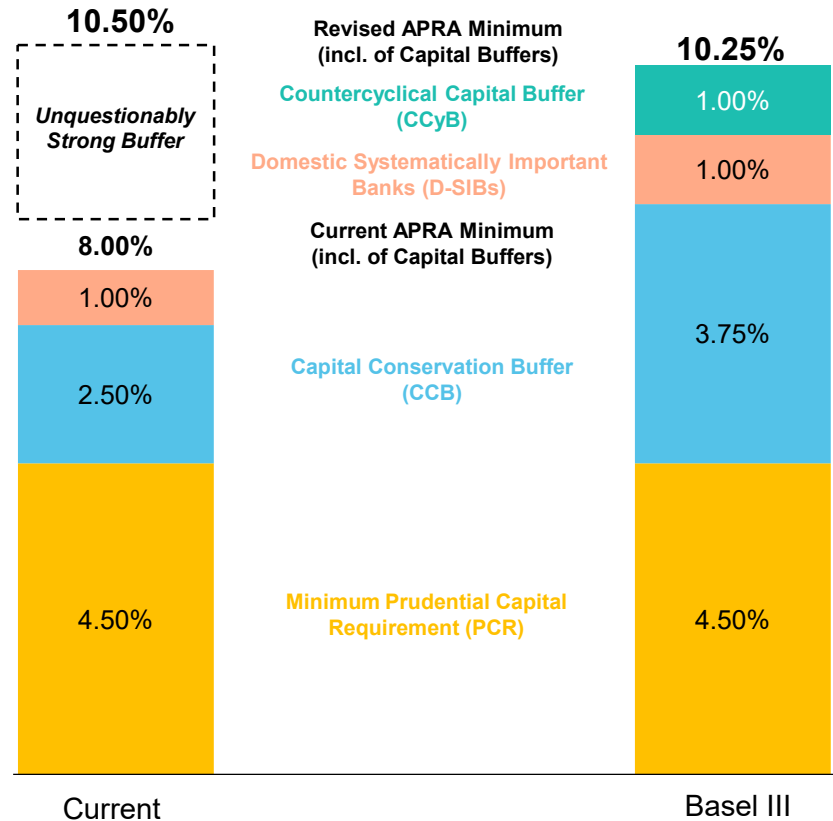 10.50%
Unquestionably
Strong Buffer
8.00%
1.00%
2.50%
4.50%
Current
Revised APRA Minimum
(incl. of Capital Buffers)
Countercyclical Capital Buffer
(CCyB)
Domestic Systematically Important
Banks (D-SIBs)
Current APRA Minimum
(incl. of Capital Buffers)
Capital Conservation Buffer
(CCB)
Minimum Prudential Capital
Requirement (PCR)
10.25%
1.00%
1.00%
3.75%
4.50%
Basel III